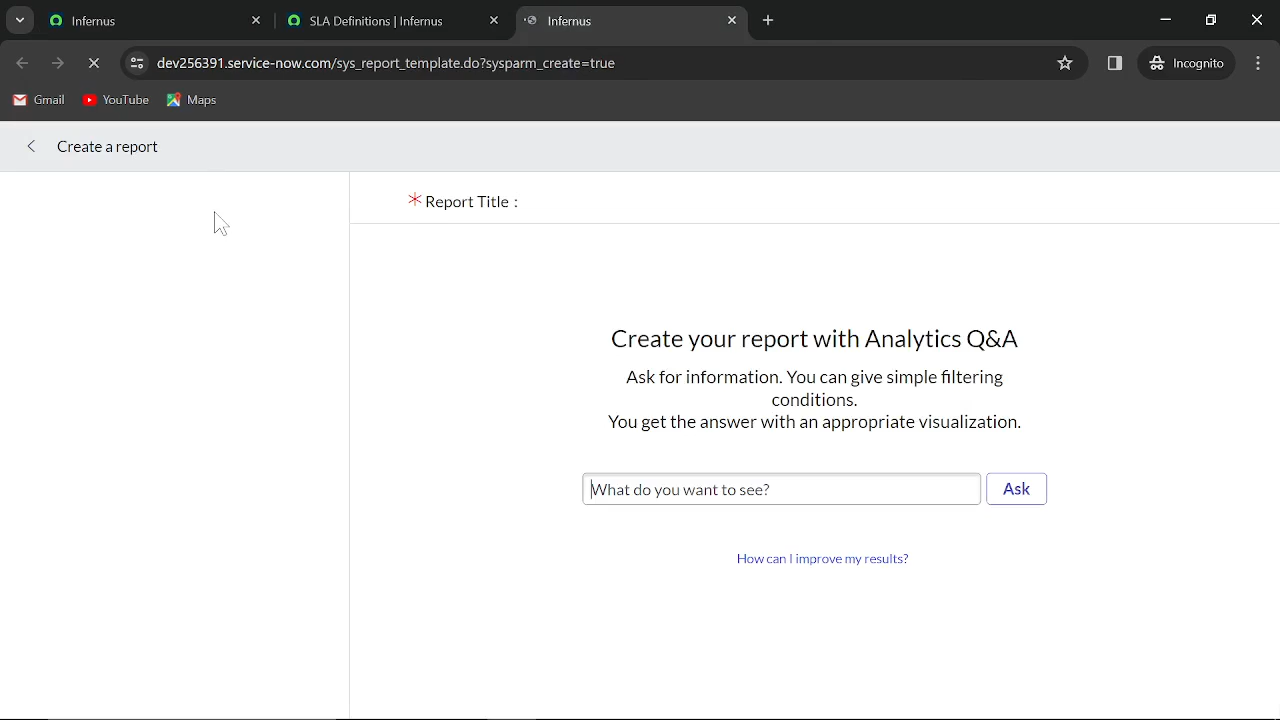 Infernus
SLA Definitions | Infernus
Infernus
dev256391.service-now.com/sys_report_template.do?sysparm_create=true
Incognito
Gmail
YouTube
Maps
Create a report
* Report Title :
Create your report with Analytics Q&A
Ask for information. You can give simple filtering
conditions.
You get the answer with an appropriate visualization.
What do you want to see?
Ask
How can I improve my results?